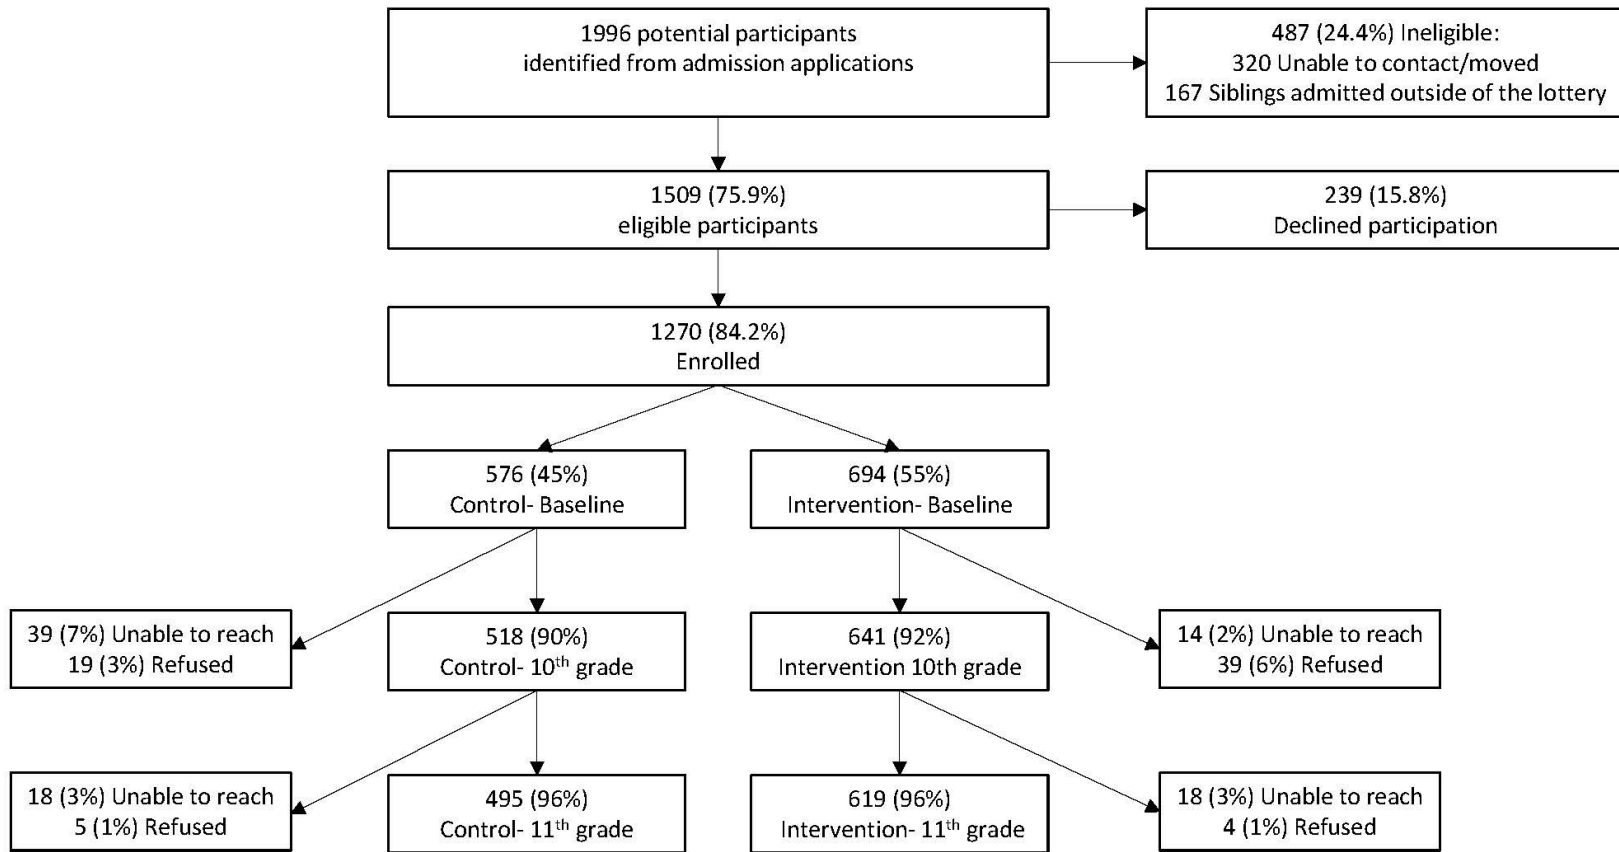 1996 potential participants
identified from admission applications
487 (24.4%) Ineligible:
320 Unable to contact/moved
167 Siblings admitted outside of the lottery
1509 (75.9%)
eligible participants
239 (15.8%)
Declined participation
1270 (84.2%)
Enrolled
576 (45%)
Control- Baseline
694 (55%)
Intervention- Baseline
39 (7%) Unable to reach
19 (3%) Refused
518 (90%)
Control- 10th grade
641 (92%)
Intervention 10th grade
14 (2%) Unable to reach
39 (6%) Refused
18 (3%) Unable to reach
5 (1%) Refused
495 (96%)
Control- 11th grade
619 (96%)
Intervention- 11th grade
18 (3%) Unable to reach
4 (1%) Refused